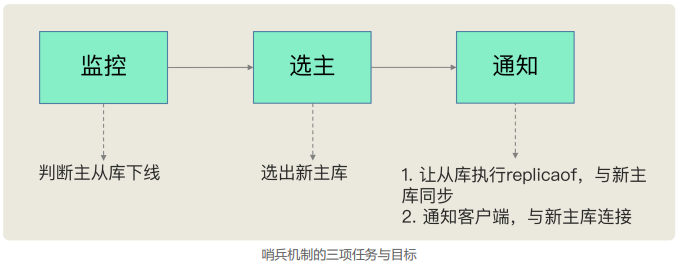 监控
选主
通知
判断主从库下线
选出新主库
1. 让从库执行replicaof，与新主
库同步
2. 通知客户端，与新主库连接
哨兵机制的三项任务与目标